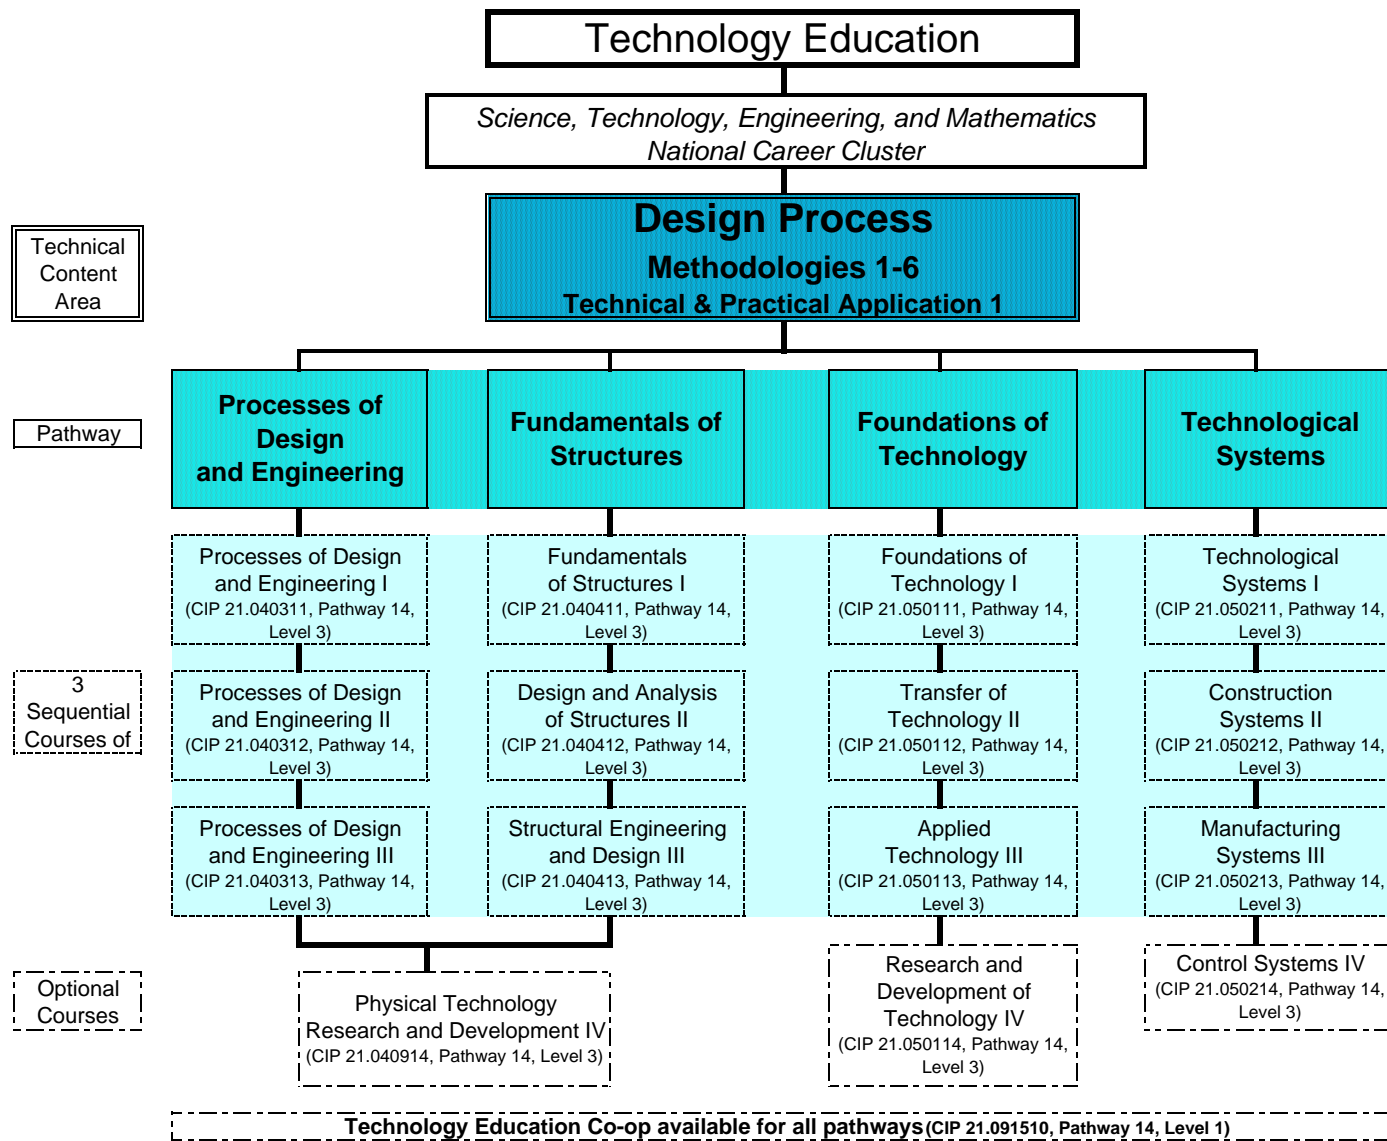 Technology Education
Science, Technology, Engineering, and Mathematics
National Career Cluster
Design Process
Methodologies 1-6
Technical & Practical Application 1
Technical
Content
Area
Pathway
Processes of
Design
and Engineering
Fundamentals of
Structures
Foundations of
Technology
Technological
Systems
3
Sequential
Courses of
Processes of Design
and Engineering I
(CIP 21.040311, Pathway 14,
Level 3)
Fundamentals
of Structures I
(CIP 21.040411, Pathway 14,
Level 3)
Foundations of
Technology I
(CIP 21.050111, Pathway 14,
Level 3)
Technological
Systems I
(CIP 21.050211, Pathway 14,
Level 3)
Processes of Design
and Engineering II
(CIP 21.040312, Pathway 14,
Level 3)
Design and Analysis
of Structures II
(CIP 21.040412, Pathway 14,
Level 3)
Transfer of
Technology II
(CIP 21.050112, Pathway 14,
Level 3)
Construction
Systems II
(CIP 21.050212, Pathway 14,
Level 3)
Processes of Design
and Engineering III
(CIP 21.040313, Pathway 14,
Level 3)
Structural Engineering
and Design III
(CIP 21.040413, Pathway 14,
Level 3)
Applied
Technology III
(CIP 21.050113, Pathway 14,
Level 3)
Manufacturing
Systems III
(CIP 21.050213, Pathway 14,
Level 3)
Optional
Courses
Physical Technology
Research and Development IV
(CIP 21.040914, Pathway 14, Level 3)
Research and
Development of
Technology IV
(CIP 21.050114, Pathway 14,
Level 3)
Control Systems IV
(CIP 21.050214, Pathway 14,
Level 3)
Technology Education Co-op available for all pathways (CIP 21.091510, Pathway 14, Level 1)